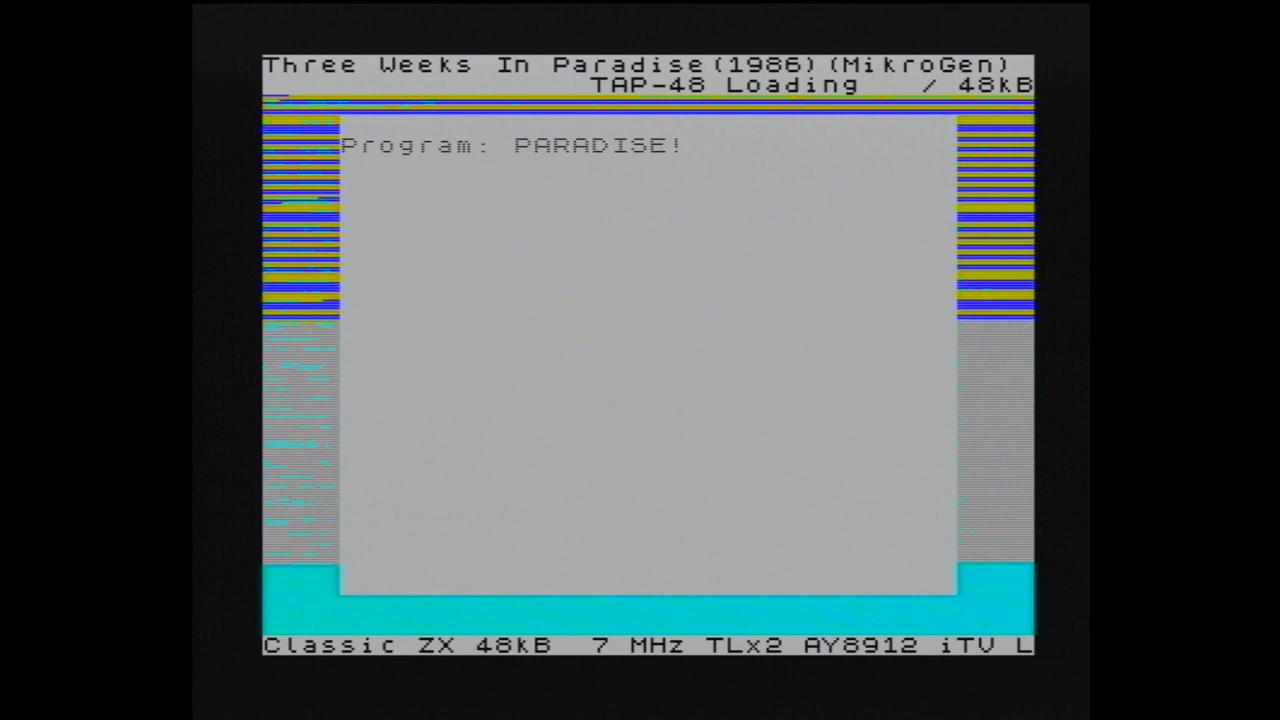 Three Weeks In Paradise(1986)(MikroGen)
TAP-48 Loading / 48kB
Program: PARADISE!
Classic ZX 48kB 7 MHz TLx2 AY8912 iTV L